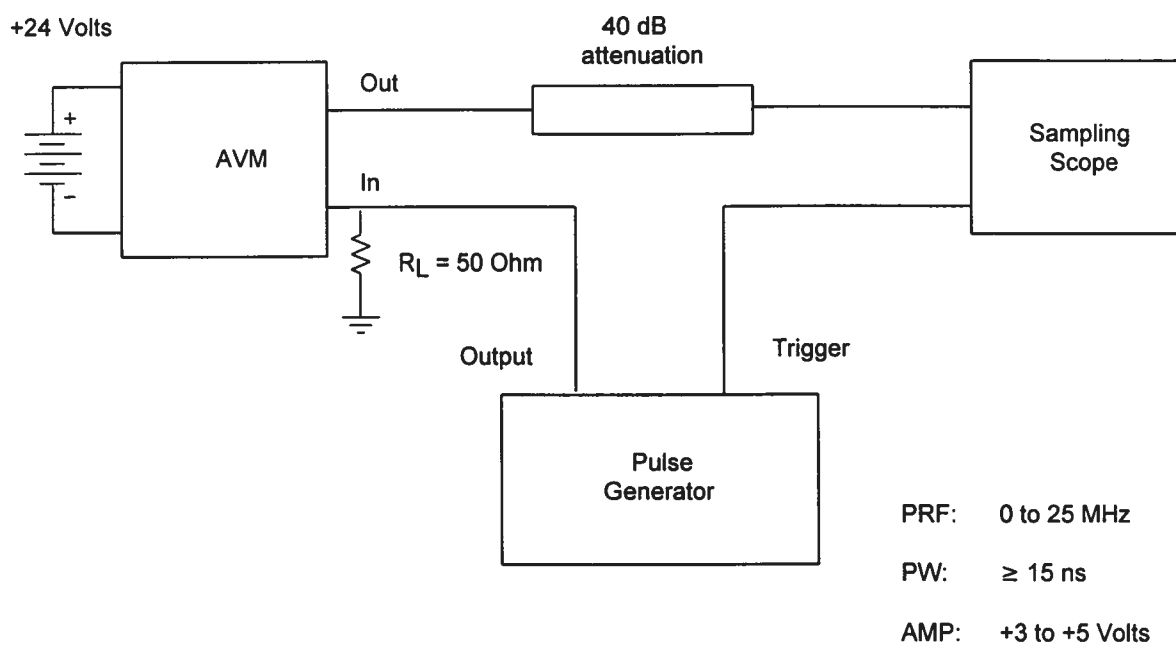 +24 Volts
40 dB
attenuation
+
-
AVM
Out
In
Sampling
Scope
RL = 50 Ohm
Output
Trigger
Pulse
Generator
PRF: 0 to 25 MHz
PW: ≥ 15 ns
AMP: +3 to +5 Volts